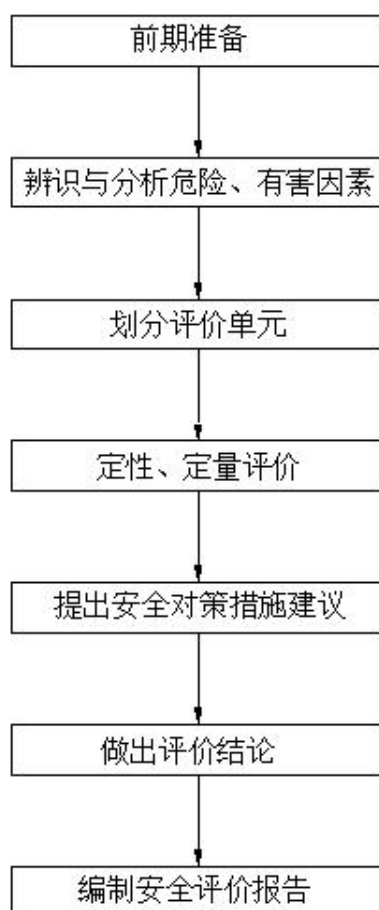 前期准备
辨识与分析危险、有害因素
划分评价单元
定性、定量评价
提出安全对策措施建议
做出评价结论
编制安全评价报告